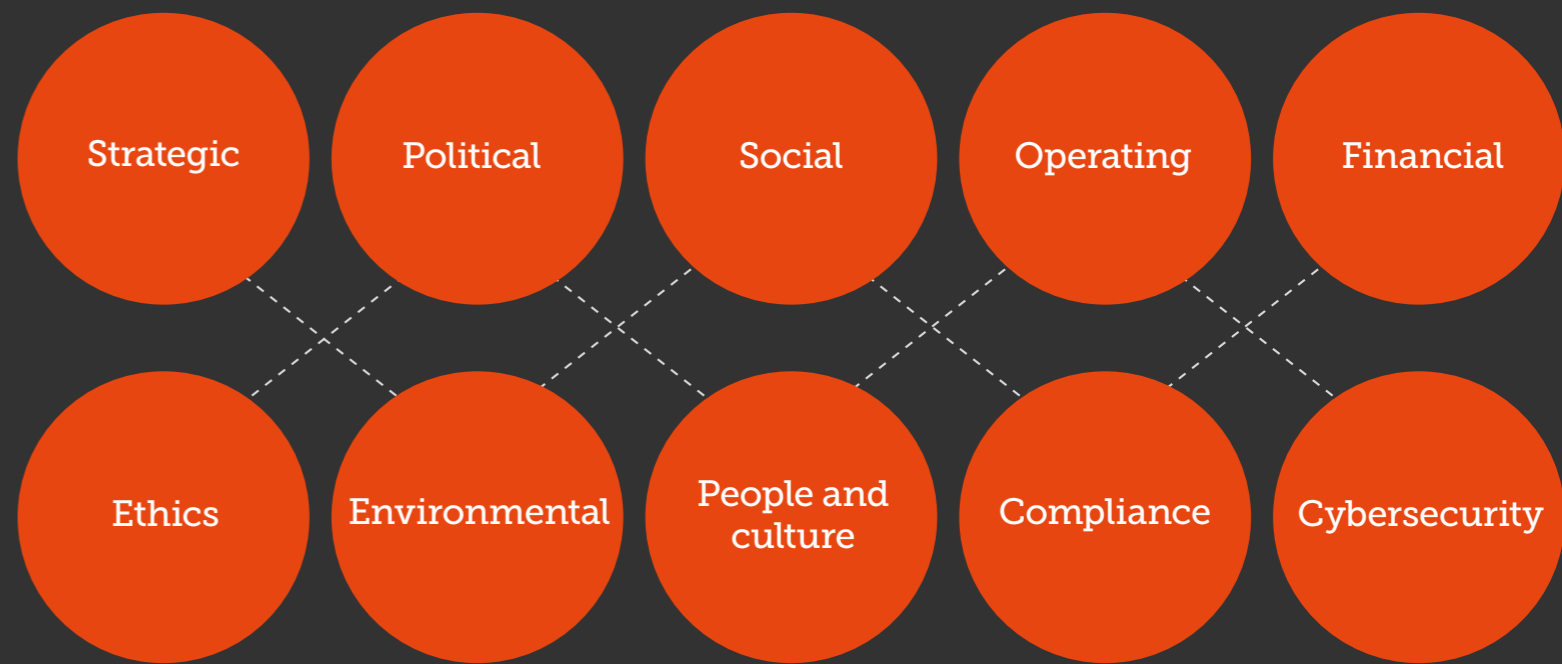 Strategic
Political
Social
Operating
Financial
Ethics
Environmental
People and
culture
Compliance
Cybersecurity